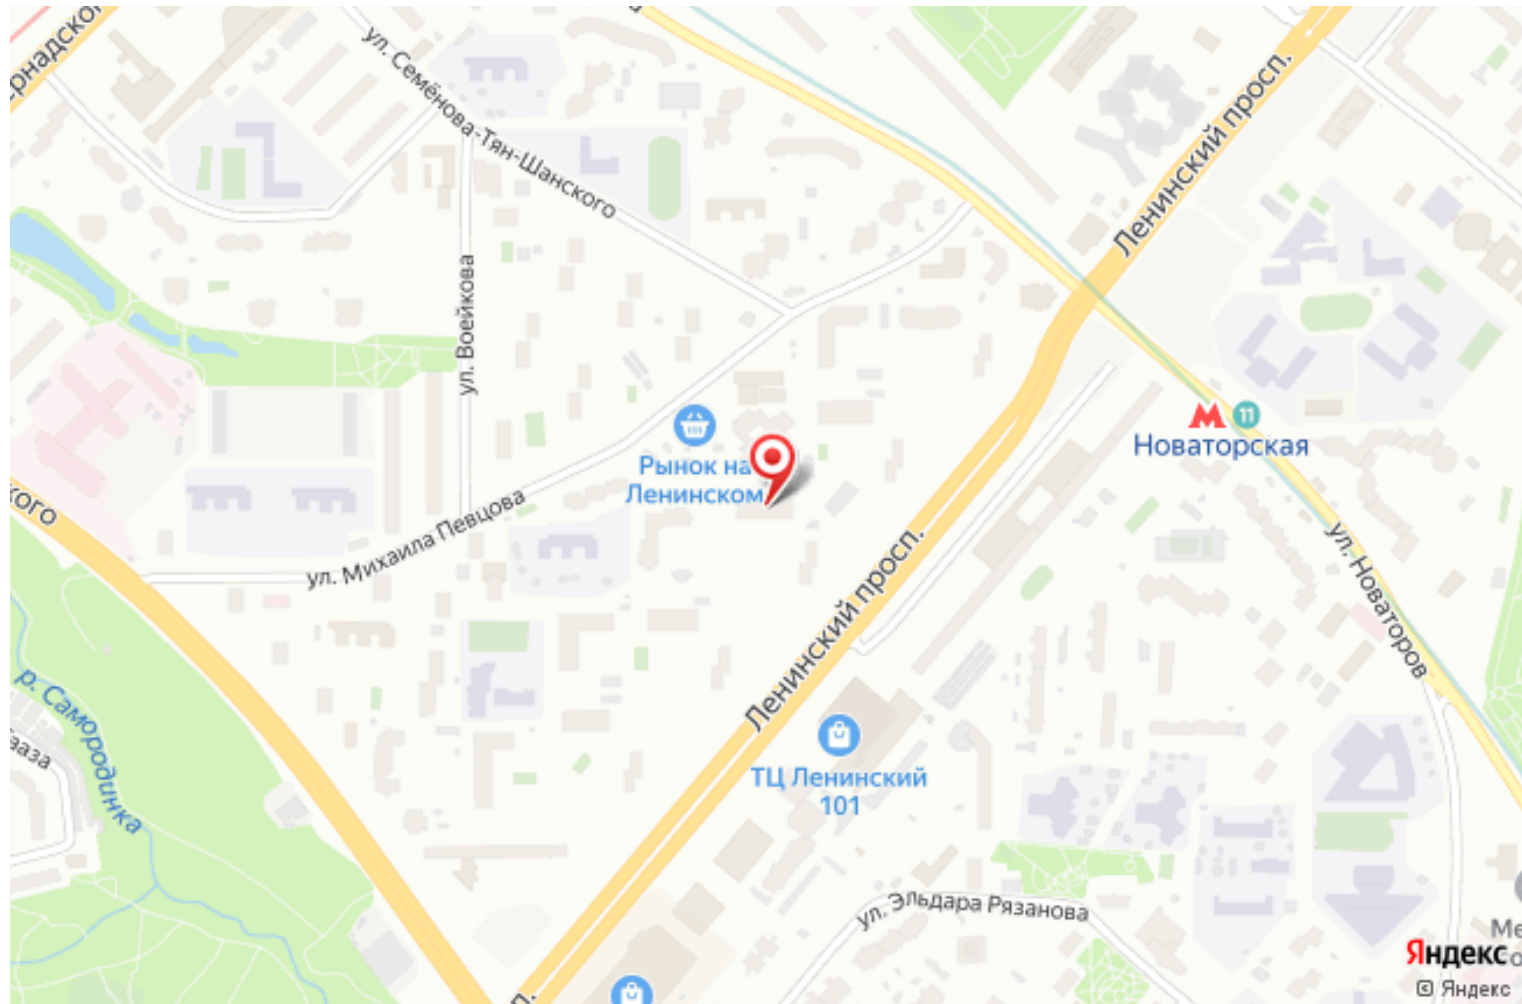 ул. Семёнова-Тян-Шанского
Ленинский просп.
ул. Воейкова
11
Новаторская
Рынок на
Ленинском
ул. Михаила Певцова
Ленинский просп.
ул. Новаторов
р. Самородинка
ТЦ Ленинский
101
ул. Эльдара Рязанова
Яндекс
© Яндекс